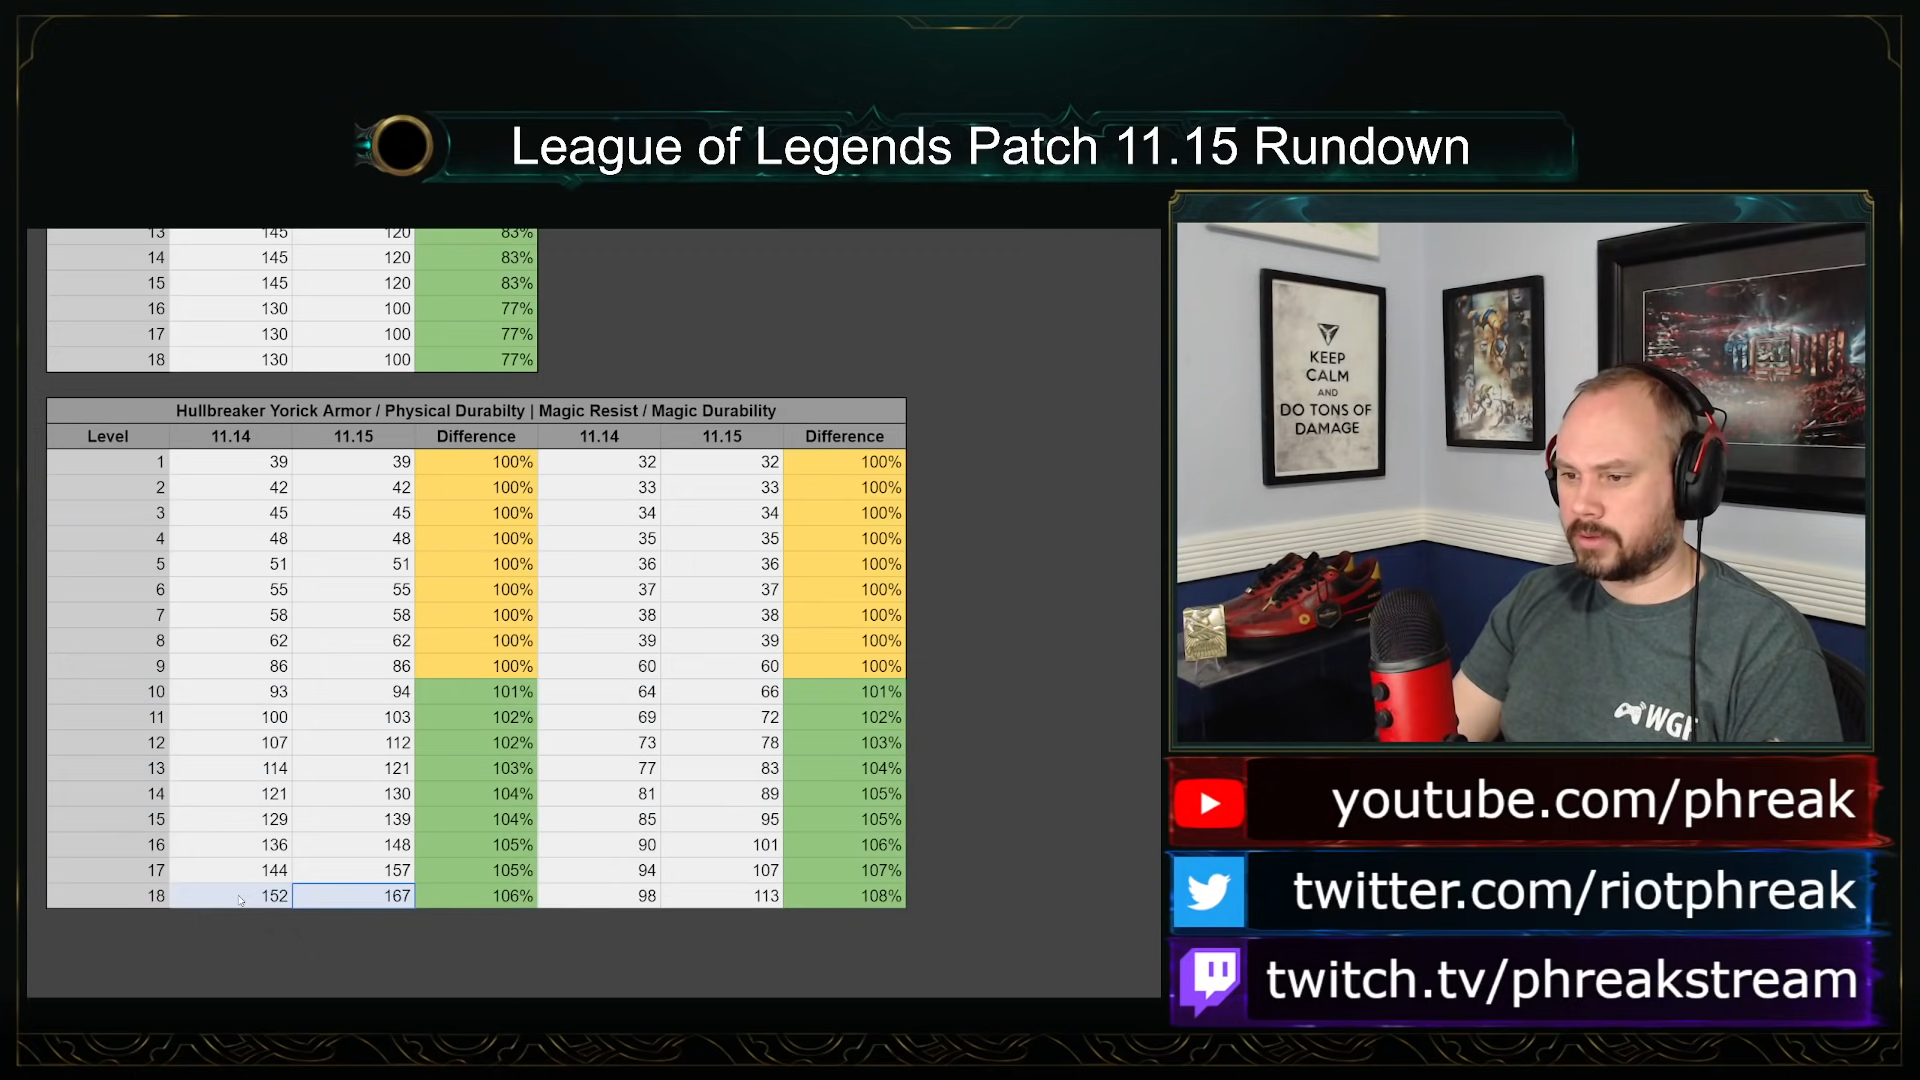 League of Legends Patch 11.15 Rundown
13 145 120 83%
14 145 120 83%
15 145 120 83%
16 130 100 77%
17 130 100 77%
18 130 100 77%
Hullbreaker Yorick Armor / Physical Durabilty | Magic Resist / Magic Durability
Level 11.14 11.15 Difference 11.14 11.15 Difference
1 39 39 100% 32 32 100%
2 42 42 100% 33 33 100%
3 45 45 100% 34 34 100%
4 48 48 100% 35 35 100%
5 51 51 100% 36 36 100%
6 55 55 100% 37 37 100%
7 58 58 100% 38 38 100%
8 62 62 100% 39 39 100%
9 86 86 100% 60 60 100%
10 93 94 101% 64 66 101%
11 100 103 102% 69 72 102%
12 107 112 102% 73 78 103%
13 114 121 103% 77 83 104%
14 121 130 104% 81 89 105%
15 129 139 104% 85 95 105%
16 136 148 105% 90 101 106%
17 144 157 105% 94 107 107%
18 152 167 106% 98 113 108%
KEEP
CALM
AND
DO TONS OF
DAMAGE
WGF
youtube.com/phreak
twitter.com/riotphreak
twitch.tv/phreakstream